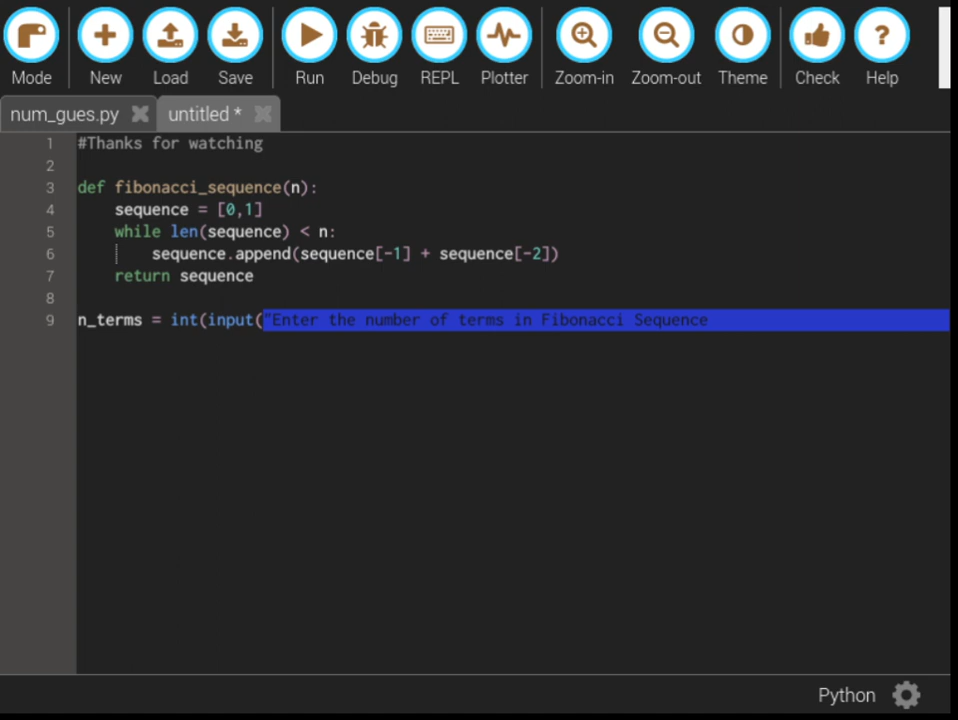 Mode New Load Save Run Debug REPL Plotter Zoom-in Zoom-out Theme Check Help
num_gues.py untitled *
1 #Thanks for watching
2
3 def fibonacci_sequence(n):
4     sequence = [0,1]
5     while len(sequence) < n:
6         sequence.append(sequence[-1] + sequence[-2])
7     return sequence
8
9 n_terms = int(input("Enter the number of terms in Fibonacci Sequence
Python